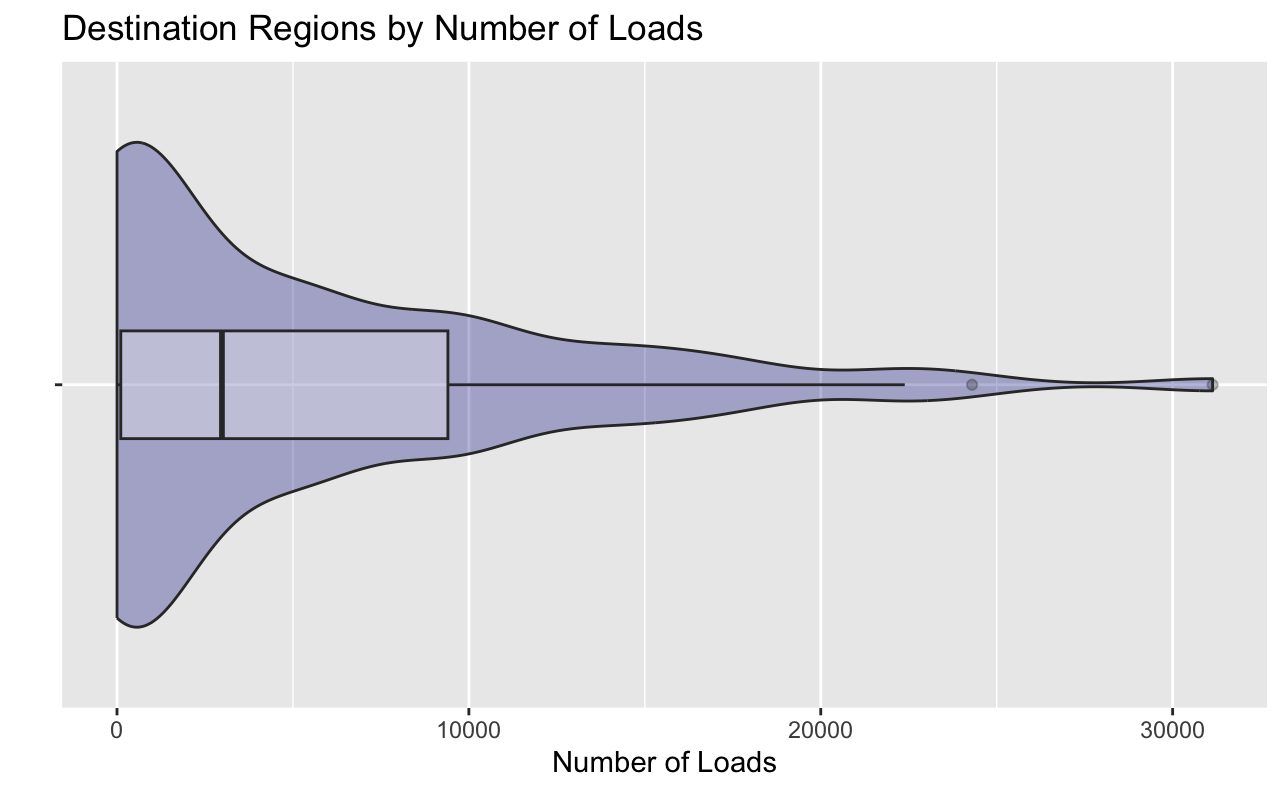 Destination Regions by Number of Loads
0 10000 20000 30000
Number of Loads